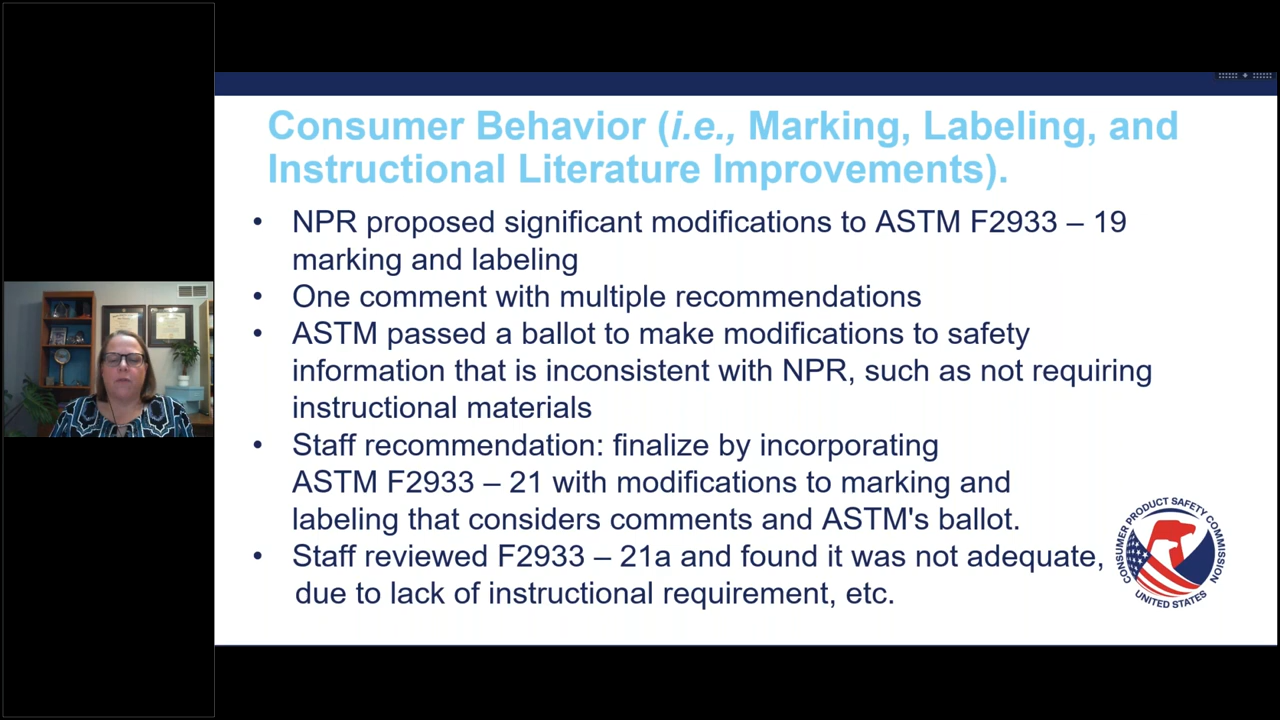 Consumer Behavior (i.e., Marking, Labeling, and
Instructional Literature Improvements).
• NPR proposed significant modifications to ASTM F2933 – 19
marking and labeling
• One comment with multiple recommendations
• ASTM passed a ballot to make modifications to safety
information that is inconsistent with NPR, such as not requiring
instructional materials
• Staff recommendation: finalize by incorporating
ASTM F2933 – 21 with modifications to marking and
labeling that considers comments and ASTM's ballot.
• Staff reviewed F2933 – 21a and found it was not adequate,
due to lack of instructional requirement, etc.
CONSUMER PRODUCT SAFETY COMMISSION
UNITED STATES